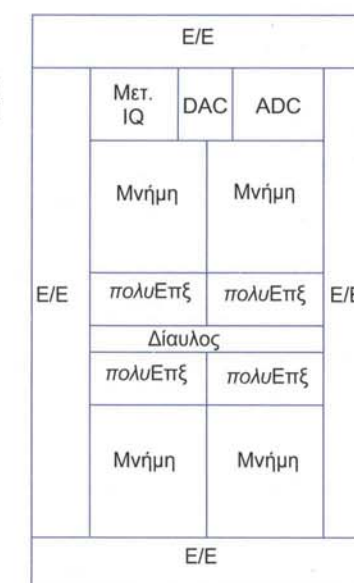 Ε/Ε
Μετ.
IQ
DAC
ADC
Μνήμη
Μνήμη
Ε/Ε
πολυΕπξ
πολυΕπξ
Ε/Ε
Δίαυλος
πολυΕπξ
πολυΕπξ
Μνήμη
Μνήμη
Ε/Ε